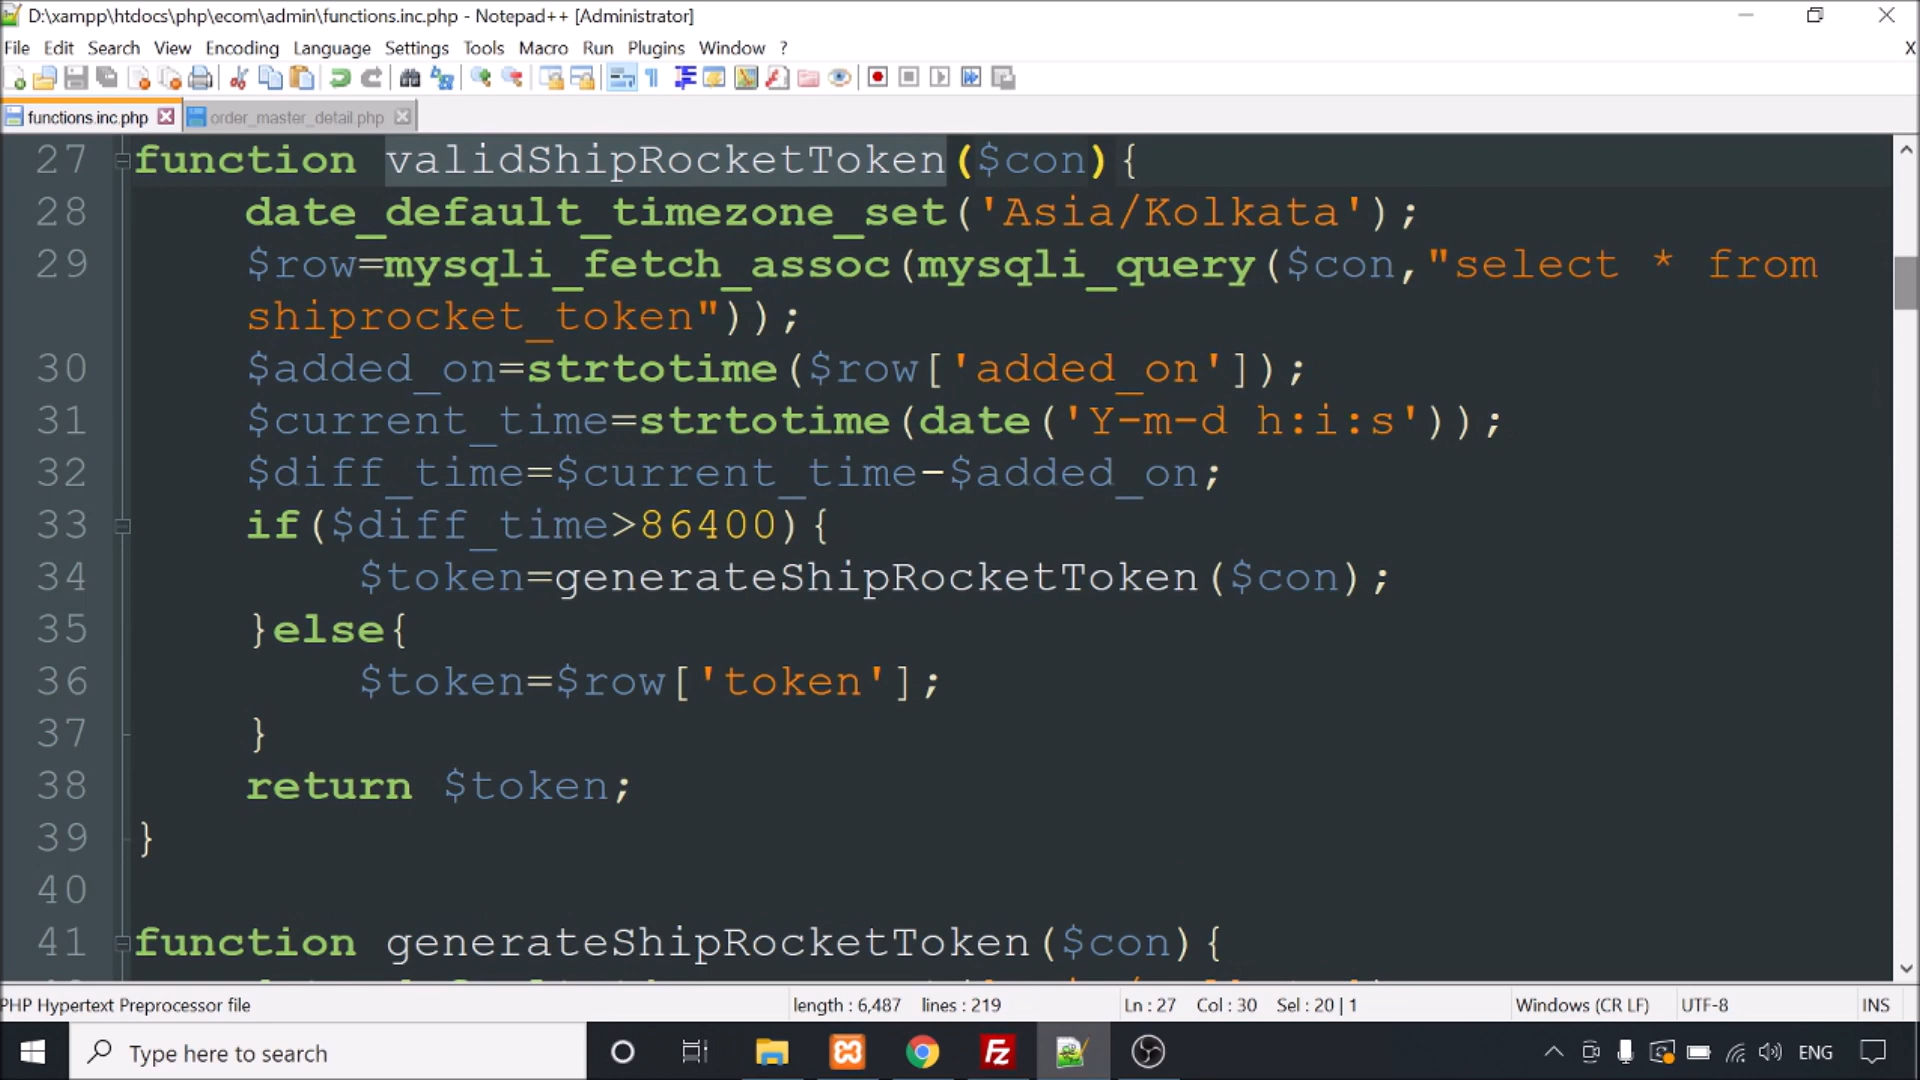 D:\xampp\htdocs\php\ecom\admin\functions.inc.php - Notepad++ [Administrator]
File Edit Search View Encoding Language Settings Tools Macro Run Plugins Window ? X
functions.inc.php order_master_detail.php
27 function validShipRocketToken($con){
28 date_default_timezone_set('Asia/Kolkata');
29 $row=mysqli_fetch_assoc(mysqli_query($con,"select * from
shiprocket_token"));
30 $added_on=strtotime($row['added_on']);
31 $current_time=strtotime(date('Y-m-d h:i:s'));
32 $diff_time=$current_time-$added_on;
33 if($diff_time>86400){
34 $token=generateShipRocketToken($con);
35 }else{
36 $token=$row['token'];
37 }
38 return $token;
39 }
40
41 function generateShipRocketToken($con){
PHP Hypertext Preprocessor file length : 6,487 lines : 219 Ln : 27 Col : 30 Sel : 20 | 1 Windows (CR LF) UTF-8 INS
Type here to search ENG